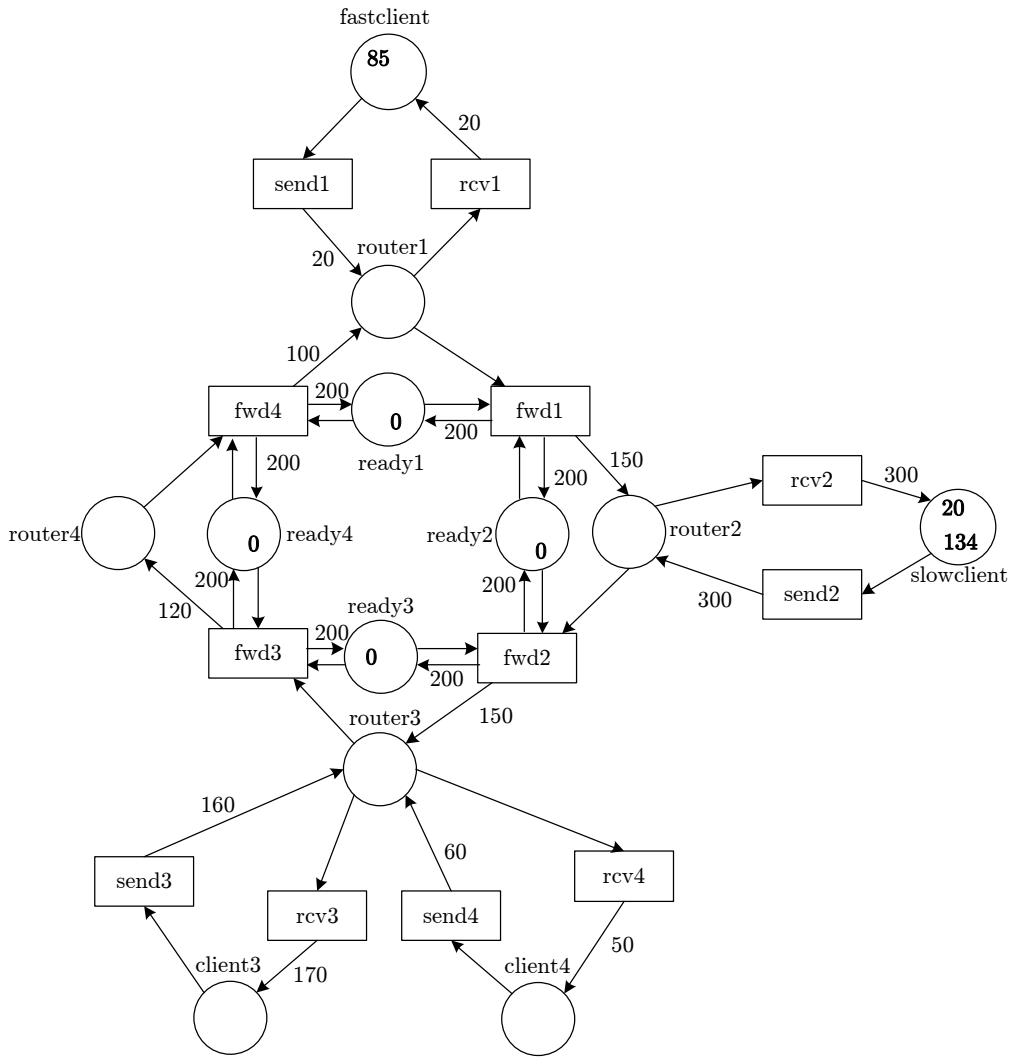 fastclient
85
20
send1
rcv1
20
router1
100
200
fwd4
fwd1
0
200
ready1
200
150
200
rcv2
300
20
router4
0
ready4
ready2
0
router2
134
slowclient
200
200
120
300
send2
ready3
200
fwd3
0
fwd2
200
router3
150
160
60
send3
rcv4
rcv3
send4
50
client3
170
client4